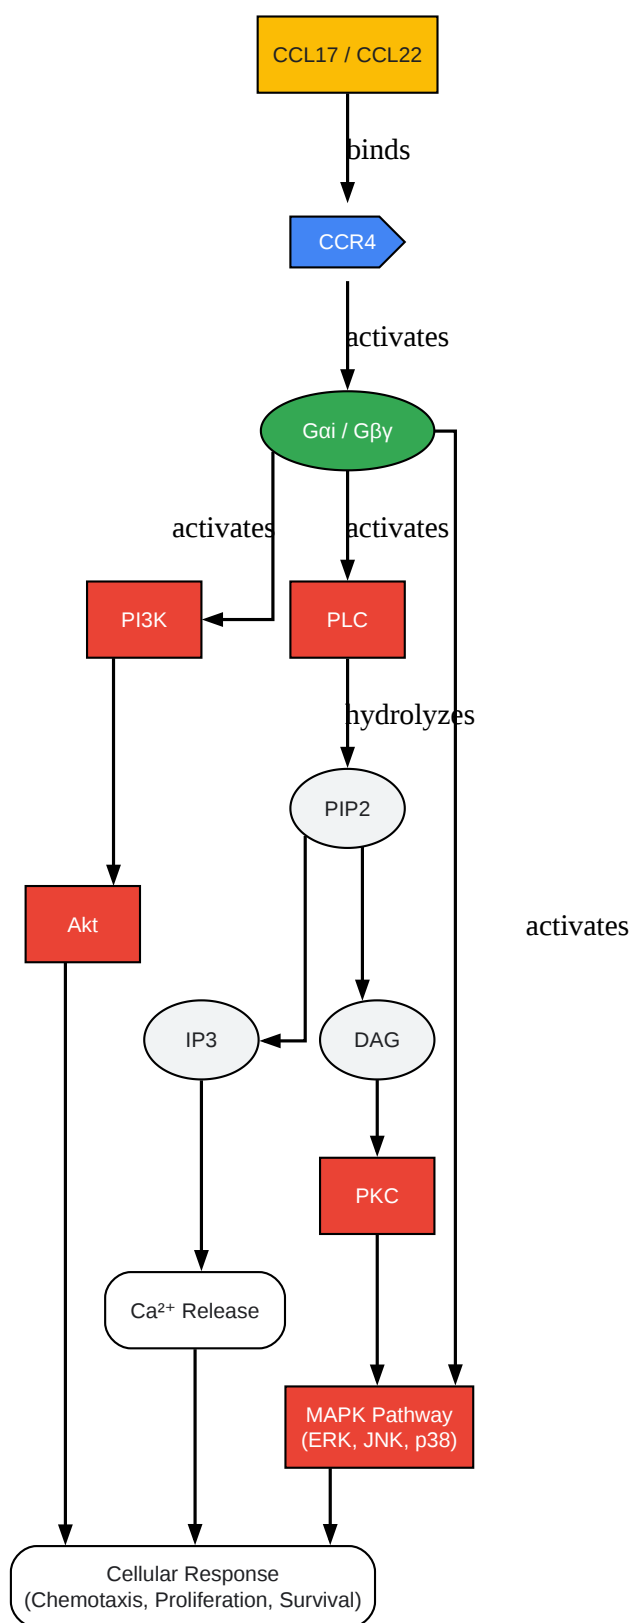 CCL17 / CCL22
binds
CCR4
activates
Gαi / Gβγ
activates
activates
PI3K
PLC
hydrolyzes
PIP2
Akt
activates
IP3
DAG
PKC
Ca²⁺ Release
MAPK Pathway
(ERK, JNK, p38)
Cellular Response
(Chemotaxis, Proliferation, Survival)